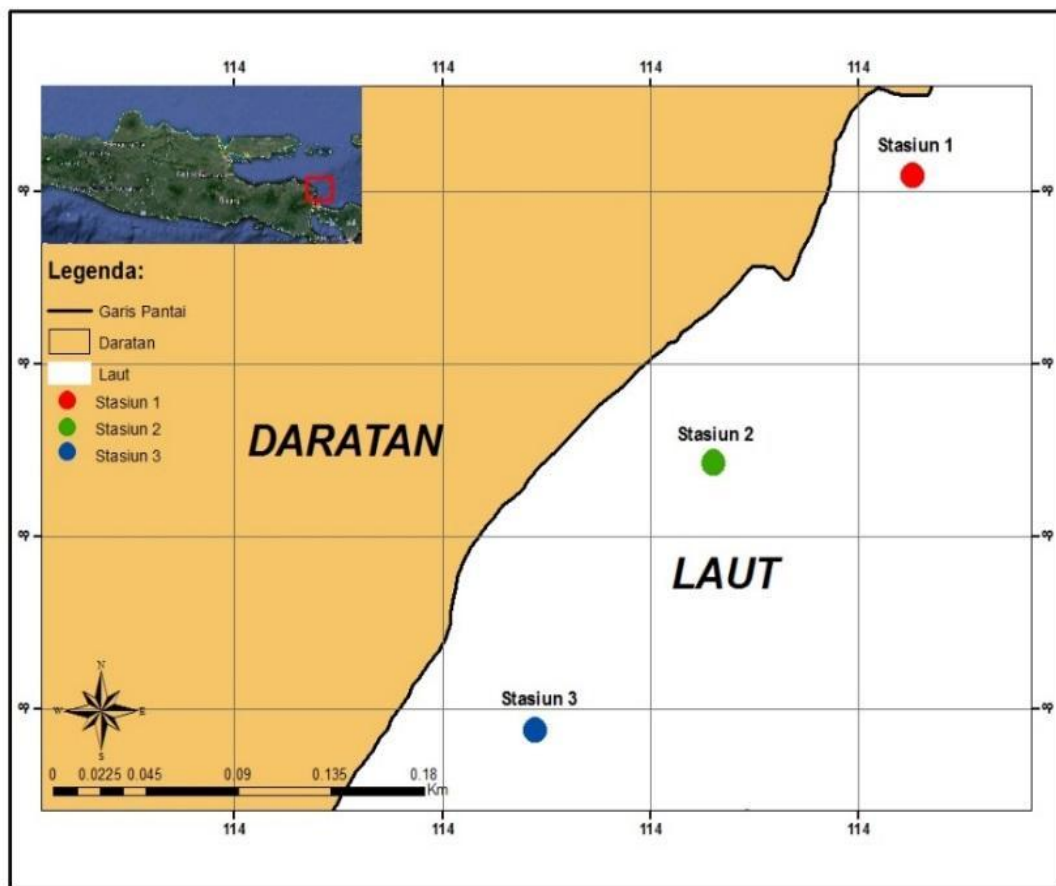 114 114 114 114
Stasiun 1
Legenda:
Garis Pantai
Daratan
Laut
Stasiun 1
Stasiun 2
Stasiun 3
DARATAN
Stasiun 2
LAUT
Stasiun 3
N
W E
S
0 0.0225 0.045 0.09 0.135 0.18
Km
114 114 114 114